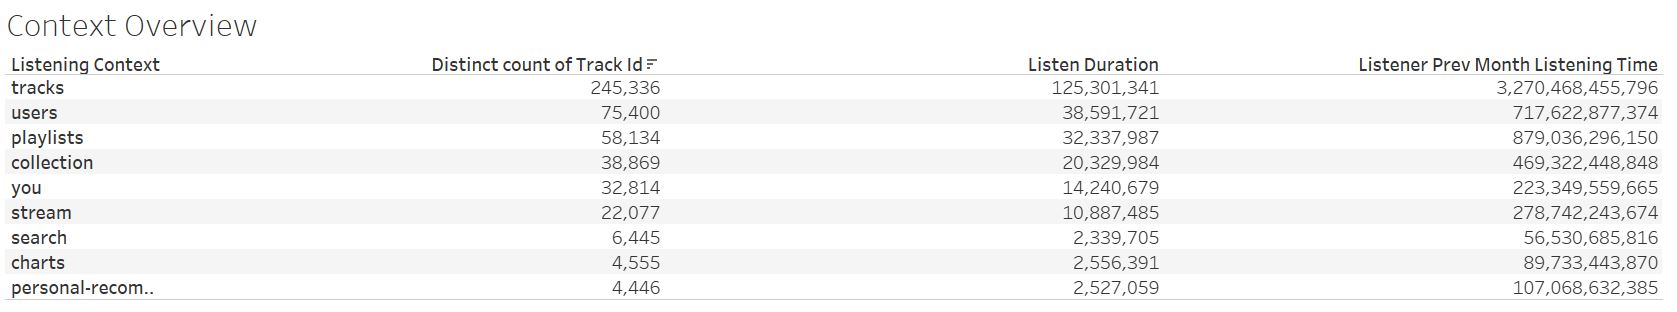 Context Overview
Listening Context Distinct count of Track Id Listen Duration Listener Prev Month Listening Time
tracks 245,336 125,301,341 3,270,468,455,796
users 75,400 38,591,721 717,622,877,374
playlists 58,134 32,337,987 879,036,296,150
collection 38,869 20,329,984 469,322,448,848
you 32,814 14,240,679 223,349,559,665
stream 22,077 10,887,485 278,742,243,674
search 6,445 2,339,705 56,530,685,816
charts 4,555 2,556,391 89,733,443,870
personal-recom.. 4,446 2,527,059 107,068,632,385